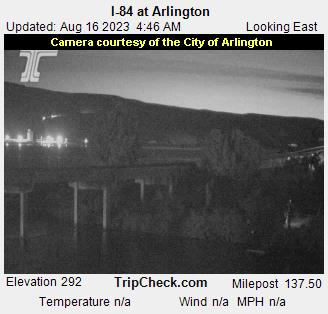 I-84 at Arlington
Updated: Aug 16 2023 4:46 AM Looking East
Camera courtesy of the City of Arlington
Elevation 292 TripCheck.com Milepost 137.50
Temperature n/a Wind n/a MPH n/a